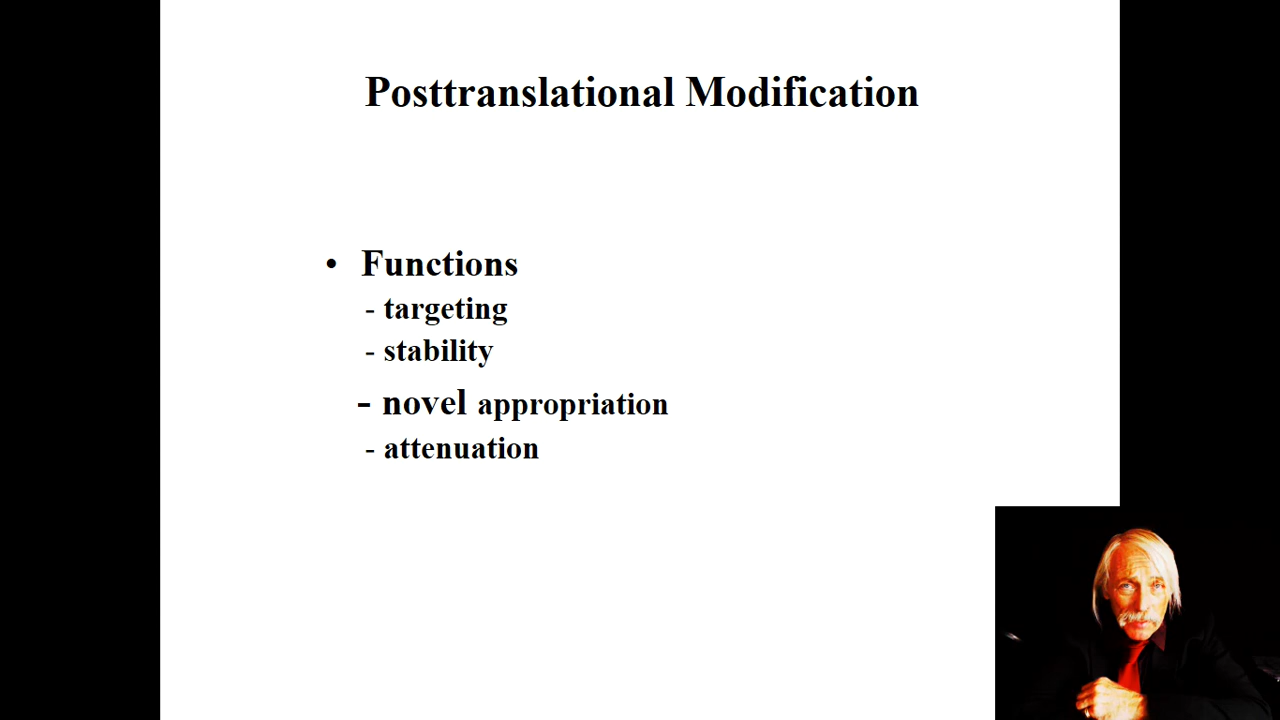 Posttranslational Modification
• Functions
- targeting
- stability
- novel appropriation
- attenuation